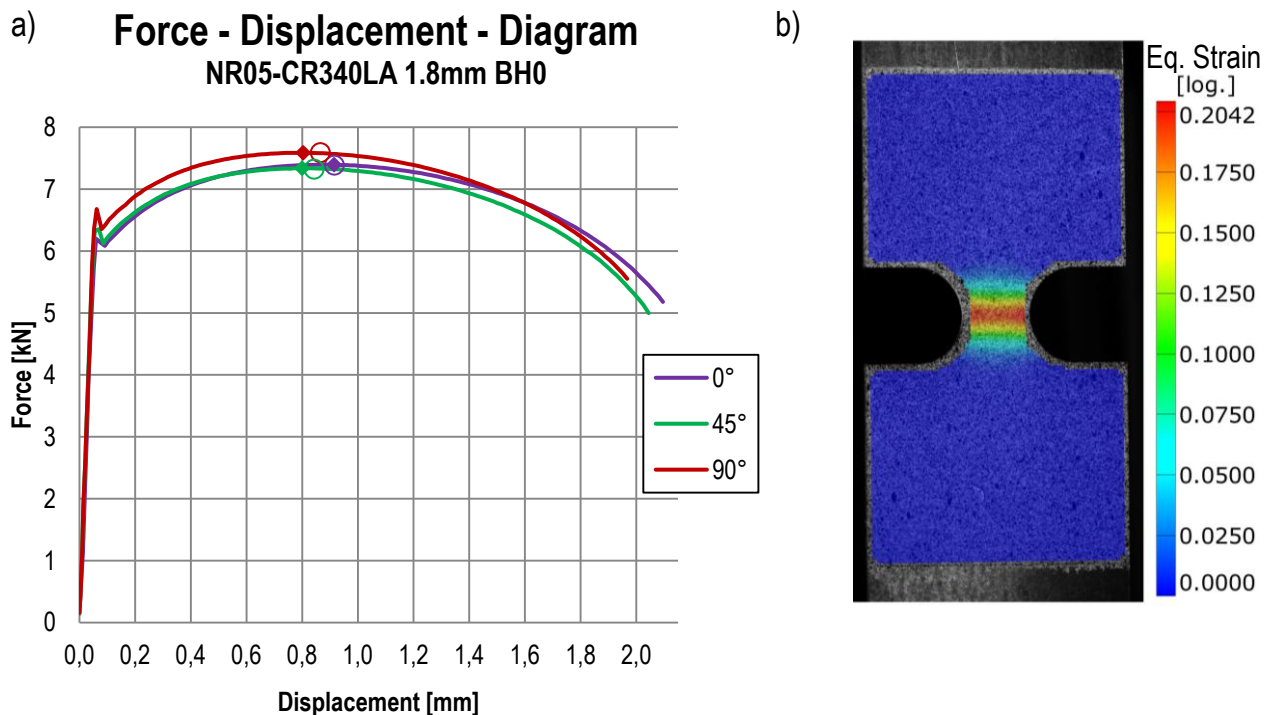 a)
Force - Displacement - Diagram
NR05-CR340LA 1.8mm BH0
Force [kN]
8
7
6
5
4
3
2
1
0
0,0 0,2 0,4 0,6 0,8 1,0 1,2 1,4 1,6 1,8 2,0
Displacement [mm]
0°
45°
90°
b)
Eq. Strain
[log.]
0.2042
0.1750
0.1500
0.1250
0.1000
0.0750
0.0500
0.0250
0.0000